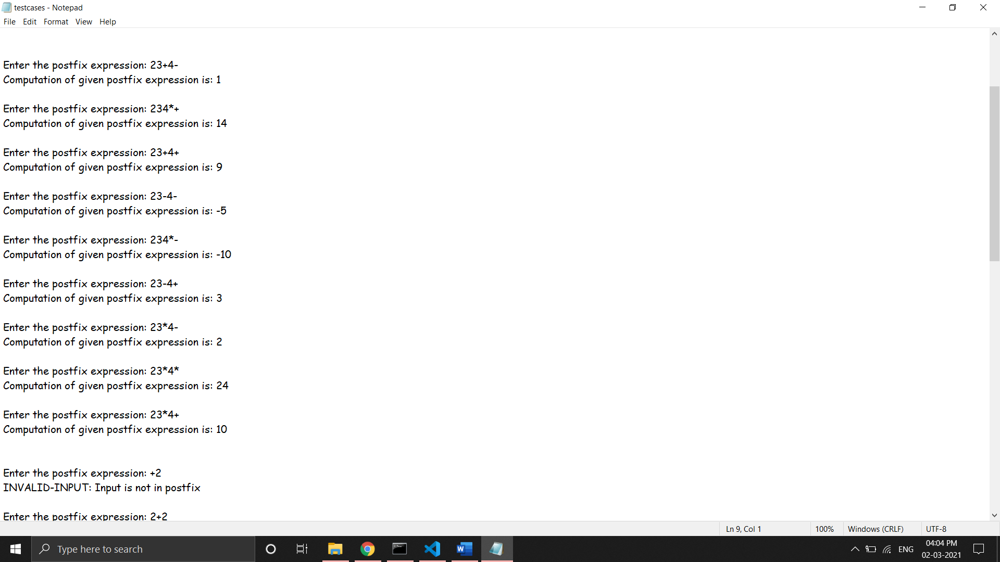 testcases - Notepad
File Edit Format View Help
Enter the postfix expression: 23+4-
Computation of given postfix expression is: 1
Enter the postfix expression: 234*+
Computation of given postfix expression is: 14
Enter the postfix expression: 23+4+
Computation of given postfix expression is: 9
Enter the postfix expression: 23-4-
Computation of given postfix expression is: -5
Enter the postfix expression: 234*-
Computation of given postfix expression is: -10
Enter the postfix expression: 23-4+
Computation of given postfix expression is: 3
Enter the postfix expression: 23*4-
Computation of given postfix expression is: 2
Enter the postfix expression: 23*4*
Computation of given postfix expression is: 24
Enter the postfix expression: 23*4+
Computation of given postfix expression is: 10
Enter the postfix expression: +2
INVALID-INPUT: Input is not in postfix
Enter the postfix expression: 2+2
Ln 9, Col 1 100% Windows (CRLF) UTF-8
Type here to search
ENG
04:04 PM
02-03-2021